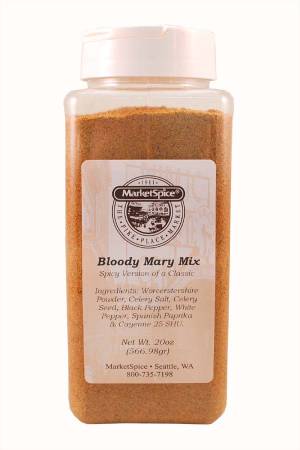 1911
MarketSpice®
THE • PIKE • PLACE • MARKET
Bloody Mary Mix
Spicy Version of a Classic
Ingredients: Worcerstershire
Powder, Celery Salt, Celery
Seed, Black Pepper, White
Pepper, Spanish Paprika
& Cayenne 25 SHU.
Net Wt. 20oz
(566.98gr)
MarketSpice • Seattle, WA
800-735-7198